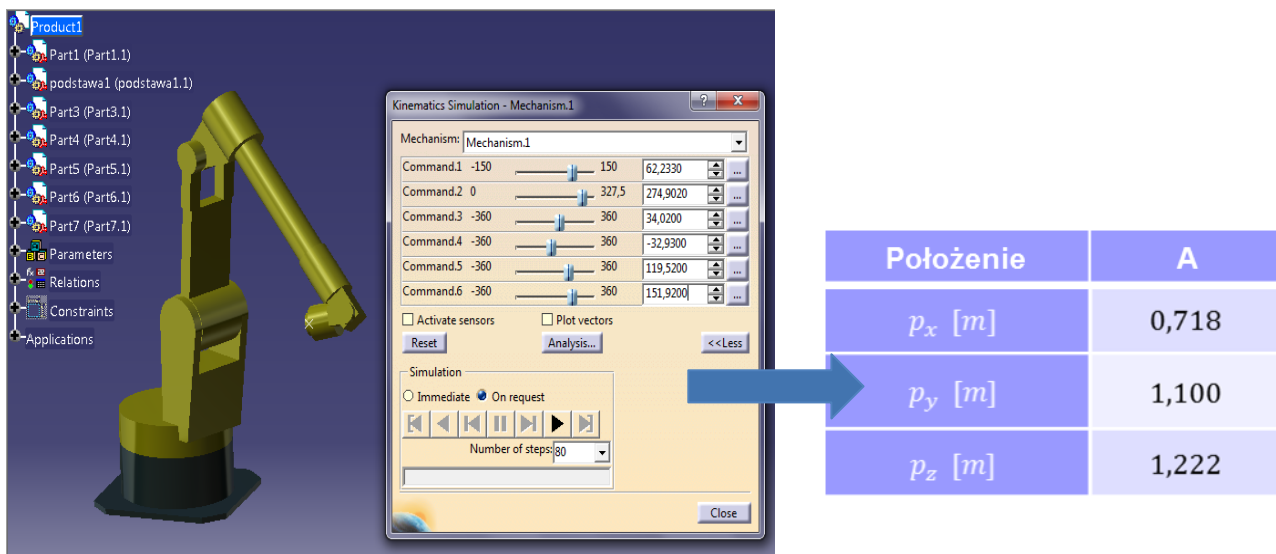 Product1
Part1 (Part1.1)
podstawa1 (podstawa1.1)
Part3 (Part3.1)
Part4 (Part4.1)
Part5 (Part5.1)
Part6 (Part6.1)
Part7 (Part7.1)
Parameters
Relations
Constraints
Applications
Kinematics Simulation - Mechanism.1
Mechanism: Mechanism.1
Command.1 -150 150 62,2330 ...
Command.2 0 327,5 274,9020 ...
Command.3 -360 360 34,0200 ...
Command.4 -360 360 -32,9300 ...
Command.5 -360 360 119,5200 ...
Command.6 -360 360 151,9200 ...
Activate sensors Plot vectors
Reset Analysis... <<Less
Simulation
Immediate On request
Number of steps: 80
Close
Położenie A
pₓ [m] 0,718
p_y [m] 1,100
p_z [m] 1,222